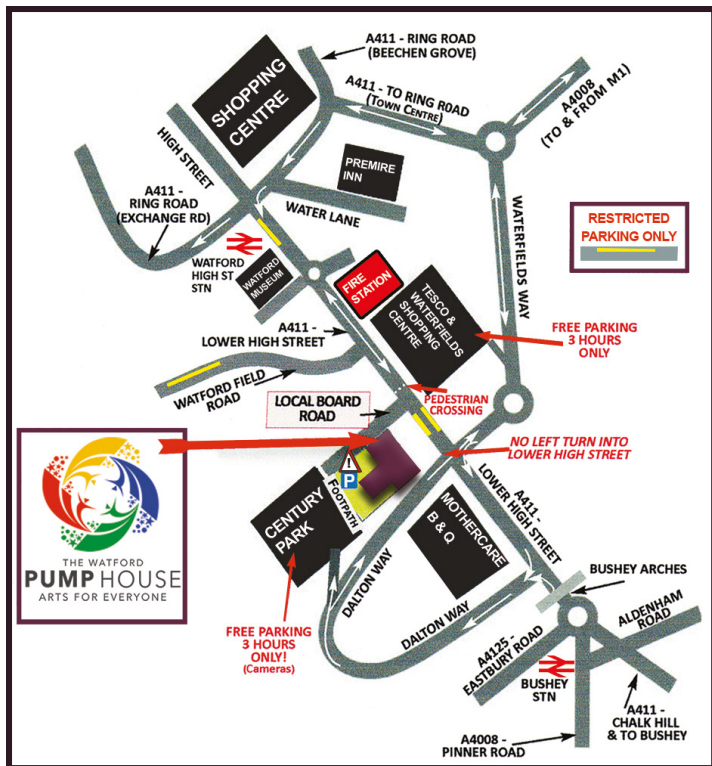 A411 - RING ROAD
(BEECHEN GROVE)
SHOPPING
CENTRE
A411 - TO RING ROAD
(TOWN CENTRE)
A4008
(TO & FROM M1)
HIGH STREET
PREMIRE
INN
A411 -
RING ROAD
(EXCHANGE RD)
WATER LANE
WATERFIELDS WAY
RESTRICTED
PARKING ONLY
WATFORD
HIGH ST
STN
WATFORD
MUSEUM
FIRE
STATION
TESCO &
WATERFIELDS
SHOPPING
CENTRE
A411 -
LOWER HIGH STREET
FREE PARKING
3 HOURS
ONLY
WATFORD FIELD
ROAD
PEDESTRIAN
CROSSING
LOCAL BOARD
ROAD
NO LEFT TURN INTO
LOWER HIGH STREET
!
P
FOOTPATH
CENTURY
PARK
THE WATFORD
PUMP HOUSE
ARTS FOR EVERYONE
MOTHERCARE
B & Q
A411 -
LOWER HIGH STREET
DALTON WAY
DALTON WAY
BUSHEY ARCHES
ALDENHAM
ROAD
FREE PARKING
3 HOURS
ONLY!
(Cameras)
A4125 -
EASTBURY ROAD
BUSHEY
STN
A411 -
CHALK HILL
& TO BUSHEY
A4008 -
PINNER ROAD